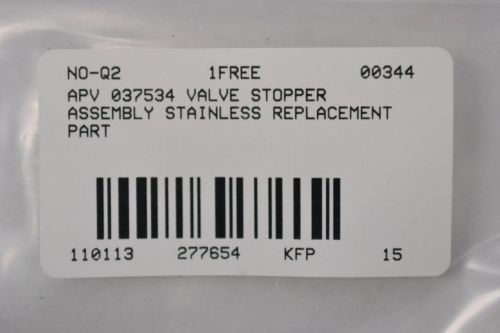 NO-Q2 1FREE 00344
APV 037534 VALVE STOPPER
ASSEMBLY STAINLESS REPLACEMENT
PART
110113 277654 KFP 15